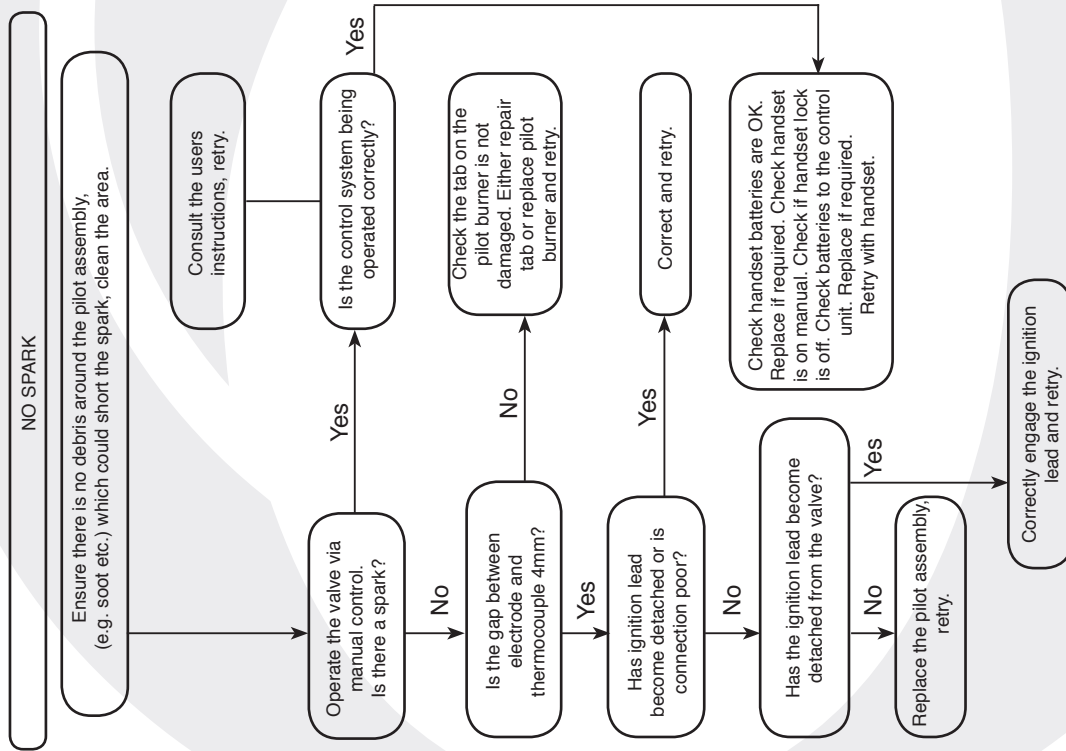 NO SPARK
Ensure there is no debris around the pilot assembly,
(e.g. soot etc.) which could short the spark, clean the area.
Operate the valve via
manual control.
Is there a spark?
Yes
Is the control system being
operated correctly?
Consult the users
instructions, retry.
Yes
Check handset batteries are OK.
Replace if required. Check handset
is on manual. Check if handset lock
is off. Check batteries to the control
unit. Replace if required.
Retry with handset.
No
Is the gap between
electrode and
thermocouple 4mm?
No
Check the tab on the
pilot burner is not
damaged. Either repair
tab or replace pilot
burner and retry.
Yes
Has ignition lead
become detached or is
connection poor?
Yes
Correct and retry.
No
Has the ignition lead become
detached from the valve?
No
Replace the pilot assembly,
retry.
Yes
Correctly engage the ignition
lead and retry.